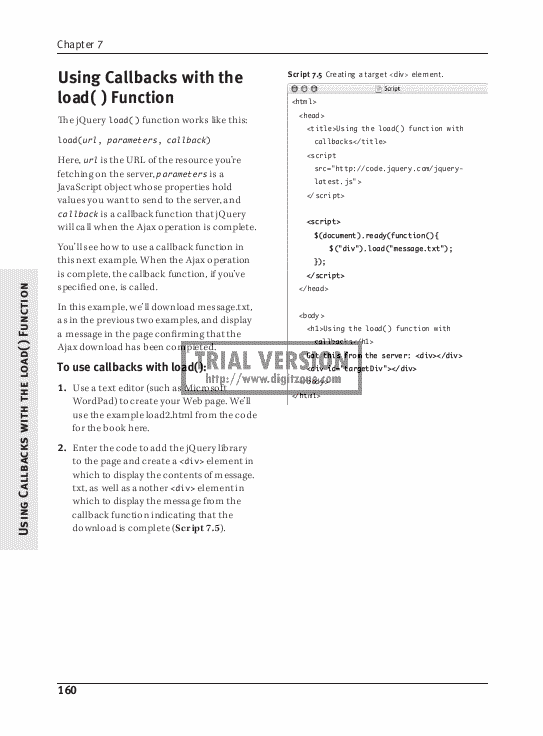 Chapter 7
Using Callbacks with the
load( ) Function
The jQuery load() function works like this:
load(url, parameters, callback)
Here, url is the URL of the resource you're
fetching on the server, parameters is a
JavaScript object whose properties hold
values you want to send to the server, and
callback is a callback function that jQuery
will call when the Ajax operation is complete.
You'll see how to use a callback function in
this next example. When the Ajax operation
is complete, the callback function, if you've
specified one, is called.
In this example, we'll download message.txt,
as in the previous two examples, and display
a message in the page confirming that the
Ajax download has been completed.
To use callbacks with load():
1. Use a text editor (such as Microsoft
WordPad) to create your Web page. We'll
use the example load2.html from the code
for the book here.
2. Enter the code to add the jQuery library
to the page and create a <div> element in
which to display the contents of message.
txt, as well as another <div> element in
which to display the message from the
callback function indicating that the
download is complete (Script 7.5).
Script 7.5 Creating a target <div> element.
Script
<html>
<head>
<title>Using the load() function with
callbacks</title>
<script
src="http://code.jquery.com/jquery-
latest.js">
</script>
<script>
$(document).ready(function(){
$("div").load("message.txt");
});
</script>
</head>
<body>
<h1>Using the load() function with
callbacks</h1>
Got this from the server: <div></div>
<div id="targetDiv"></div>
</body>
</html>
TRIAL VERSION
http://www.digitzone.com
Using Callbacks with the load( ) Function
160